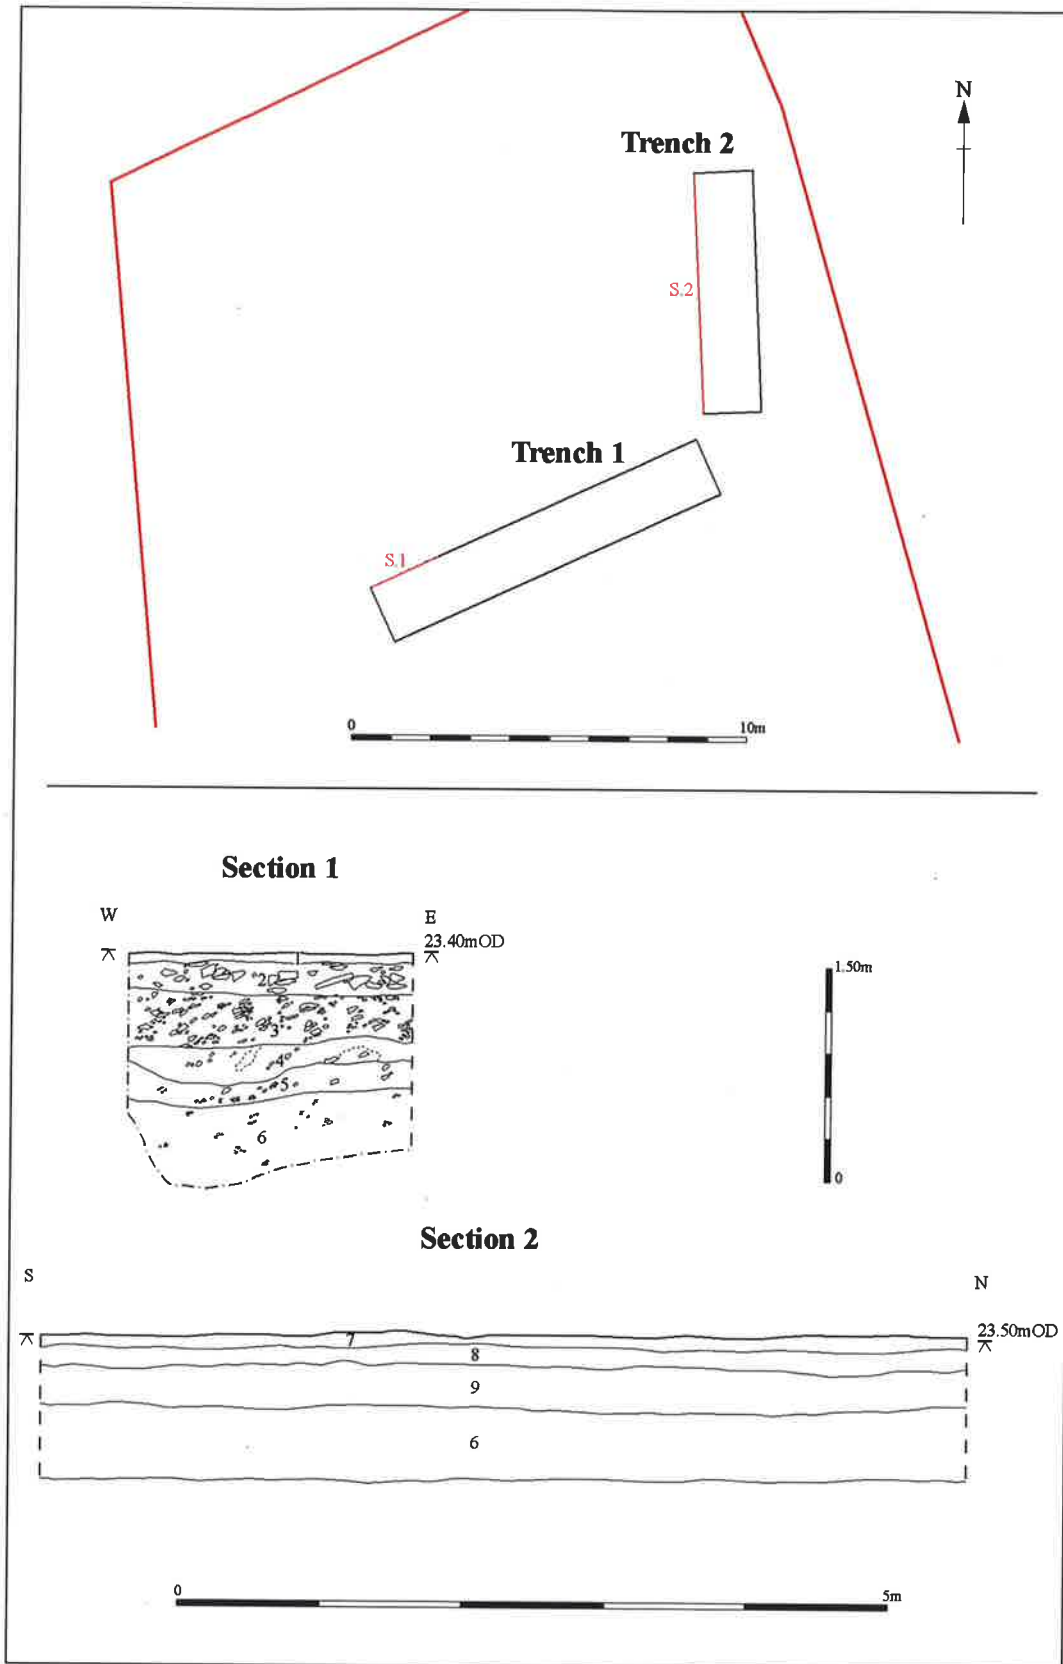 N
Trench 2
S.2
Trench 1
S.1
0 10m
Section 1
W E
23.40mOD
1
2
3
4
5
6
1.50m
0
Section 2
S N
23.50mOD
7
8
9
6
0 5m